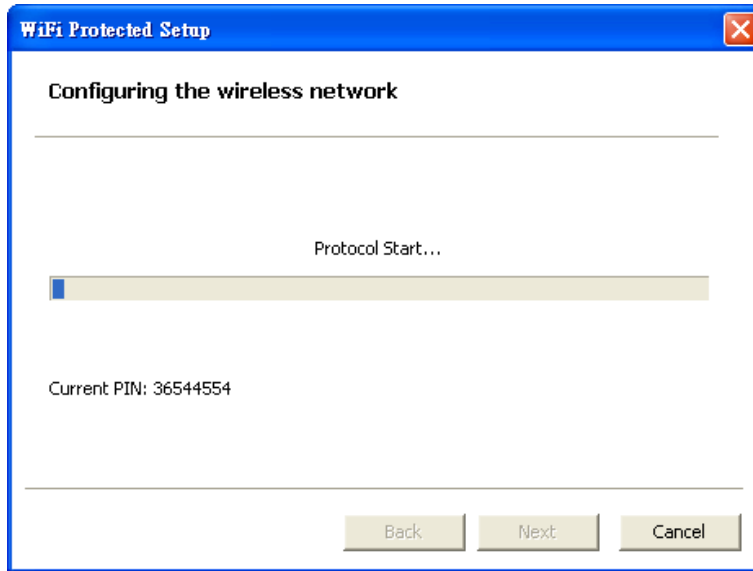 WiFi Protected Setup
Configuring the wireless network
Protocol Start...
Current PIN: 36544554
Back Next Cancel